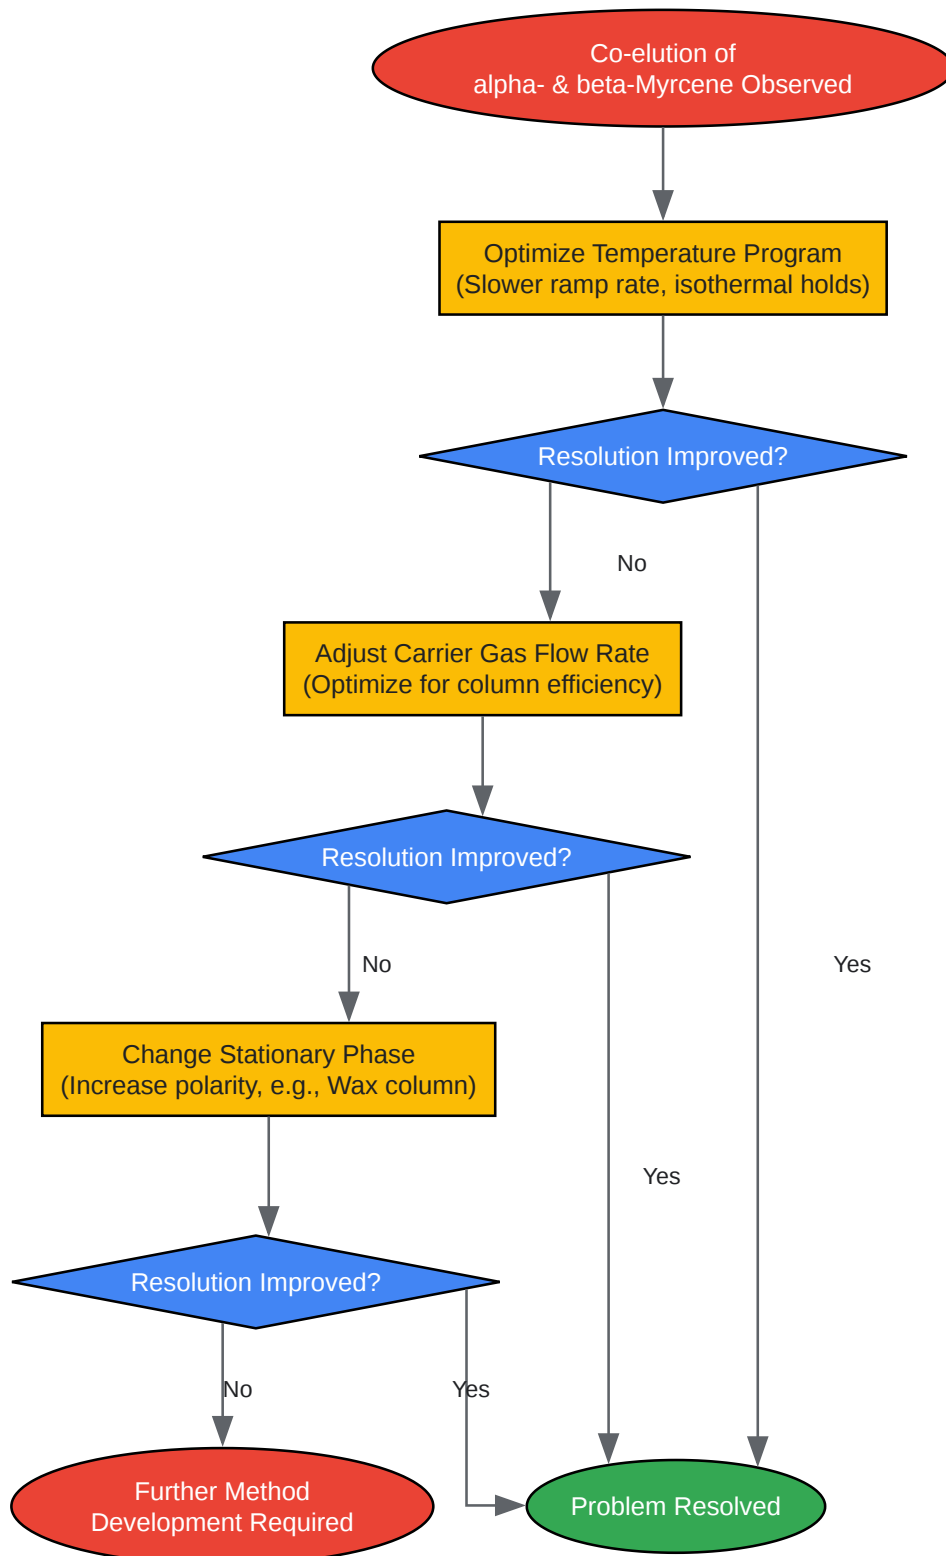 Co-elution of
alpha- & beta-Myrcene Observed
Optimize Temperature Program
(Slower ramp rate, isothermal holds)
Resolution Improved?
No
Adjust Carrier Gas Flow Rate
(Optimize for column efficiency)
Resolution Improved?
No
Yes
Change Stationary Phase
(Increase polarity, e.g., Wax column)
Yes
Resolution Improved?
No
Yes
Further Method
Development Required
Problem Resolved